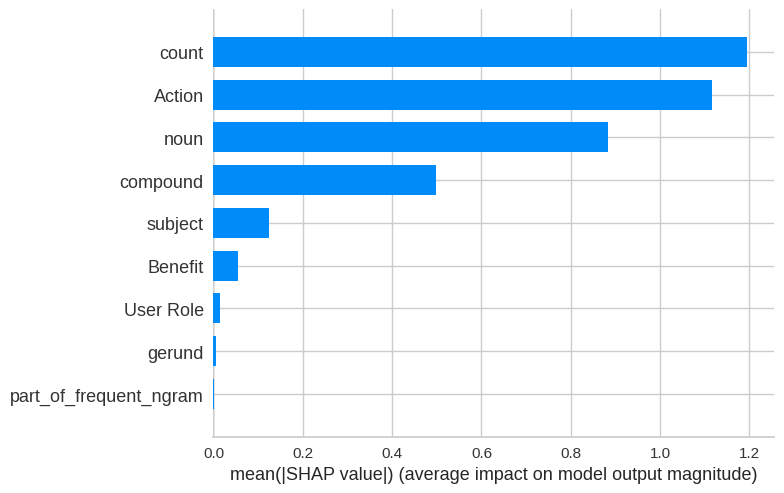 count
Action
noun
compound
subject
Benefit
User Role
gerund
part_of_frequent_ngram
0.0 0.2 0.4 0.6 0.8 1.0 1.2
mean(|SHAP value|) (average impact on model output magnitude)